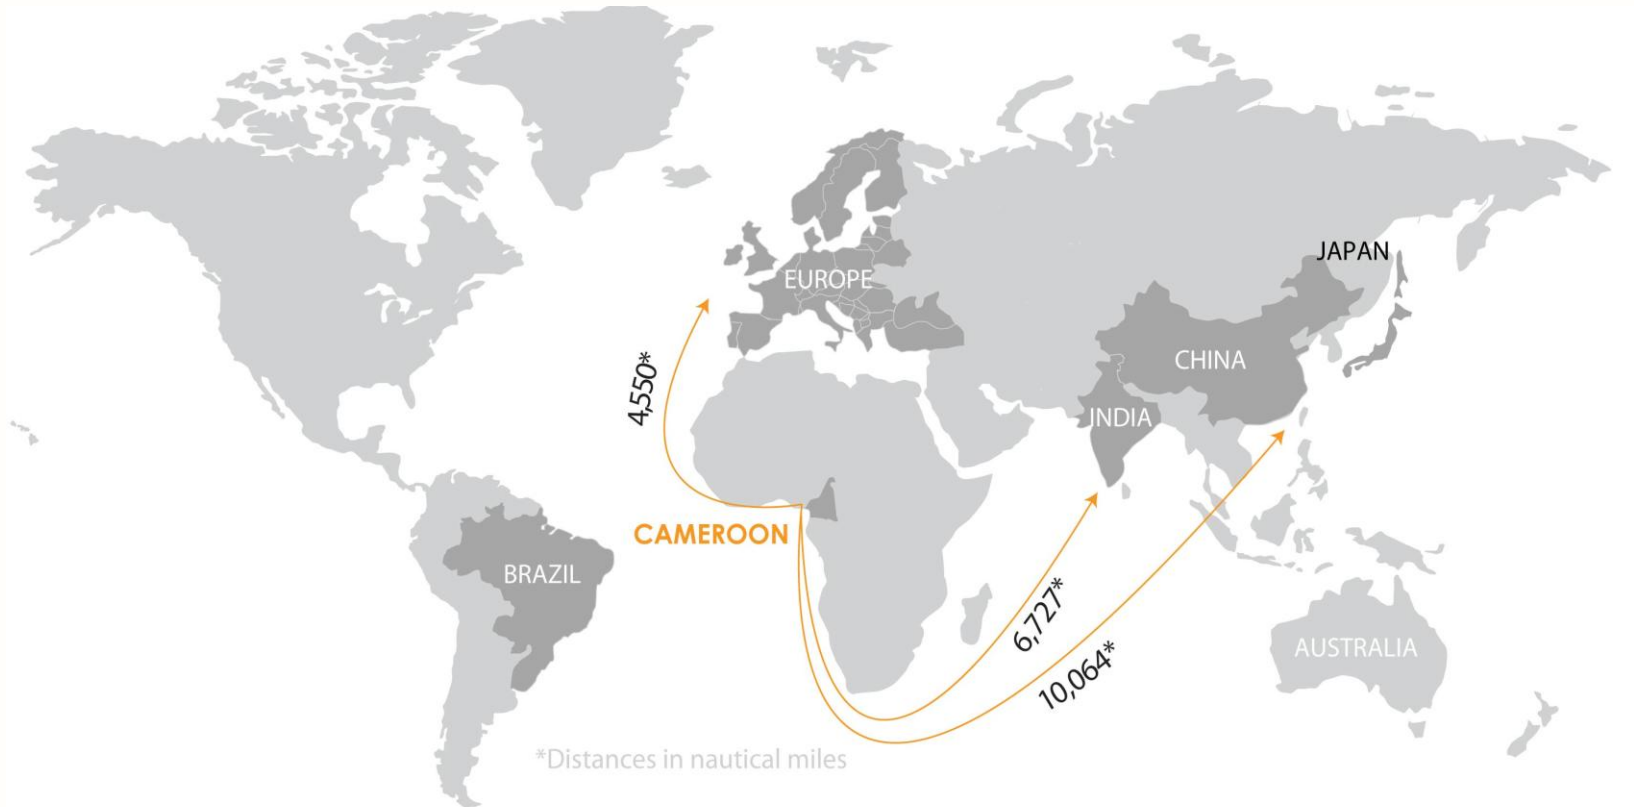 JAPAN
EUROPE
4,550*
CHINA
INDIA
CAMEROON
BRAZIL
6,727*
10,064*
AUSTRALIA
*Distances in nautical miles